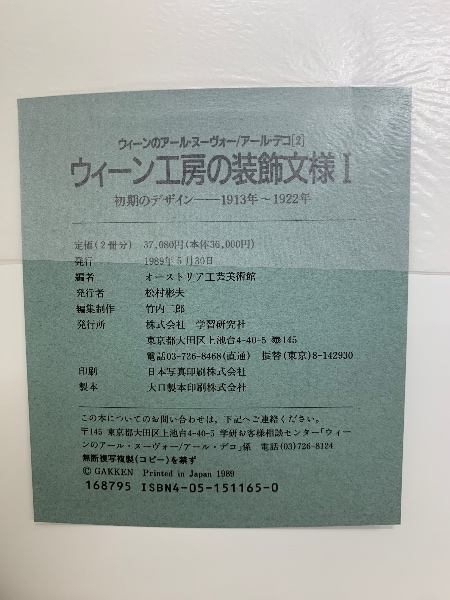 ウィーンのアール・ヌーヴォー/アール・デコ[2]
ウィーン工房の装飾文様 I
初期のデザイン——1913年〜1922年
定価(2冊分) 37,080円(本体36,000円)
発行 1989年5月30日
編者 オーストリア工芸美術館
発行者 松村彬夫
編集制作 竹内二郎
発行所 株式会社 学習研究社
東京都大田区上池台4-40-5 〠145
電話03-726-8468(直通) 振替(東京)8-142930
印刷 日本写真印刷株式会社
製本 大口製本印刷株式会社
この本についてのお問い合わせは、下記へご連絡ください。
〒145 東京都大田区上池台4-40-5 学研お客様相談センター「ウィー
ンのアール・ヌーヴォー/アール・デコ」係 電話(03)726-8124
無断複写複製(コピー)を禁ず
© GAKKEN Printed in Japan 1989
168795 ISBN4-05-151165-0